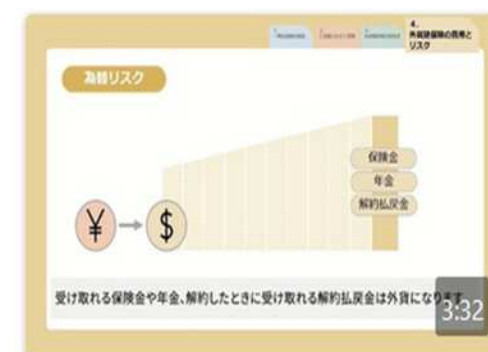 4.
外貨建保険の費用と
リスク
為替リスク
保険金
年金
解約払戻金
¥ $
受け取れる保険金や年金、解約したときに受け取れる解約払戻金は外貨になります
3:32